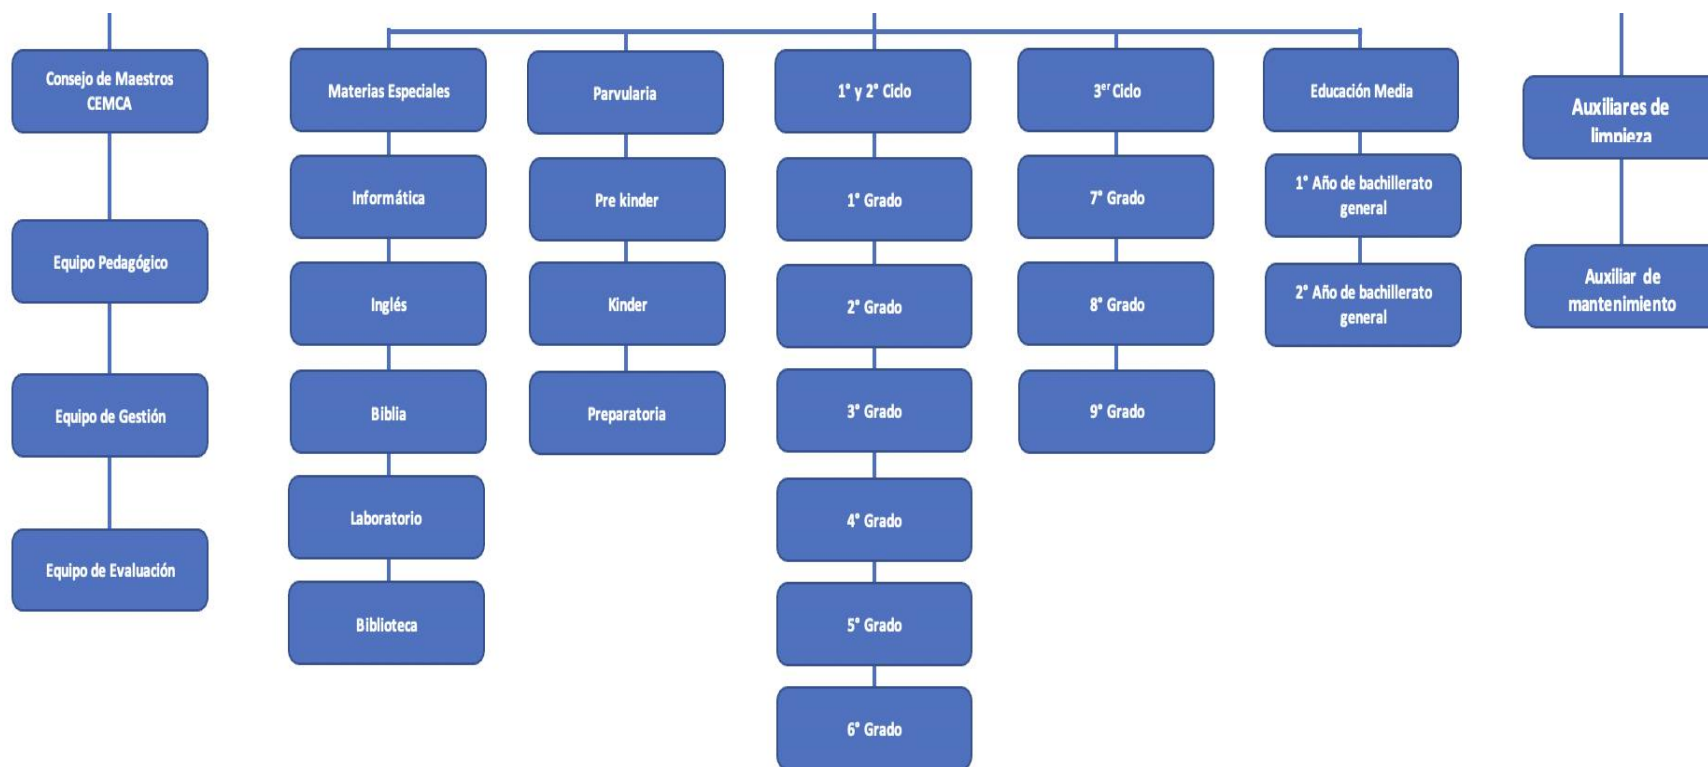 Consejo de Maestros
CEMCA
Equipo Pedagógico
Equipo de Gestión
Equipo de Evaluación
Materias Especiales
Informática
Inglés
Biblia
Laboratorio
Biblioteca
Parvularia
Pre kinder
Kinder
Preparatoria
1° y 2° Ciclo
1° Grado
2° Grado
3° Grado
4° Grado
5° Grado
6° Grado
3er Ciclo
7° Grado
8° Grado
9° Grado
Educación Media
1° Año de bachillerato
general
2° Año de bachillerato
general
Auxiliares de
limpieza
Auxiliar de
mantenimiento